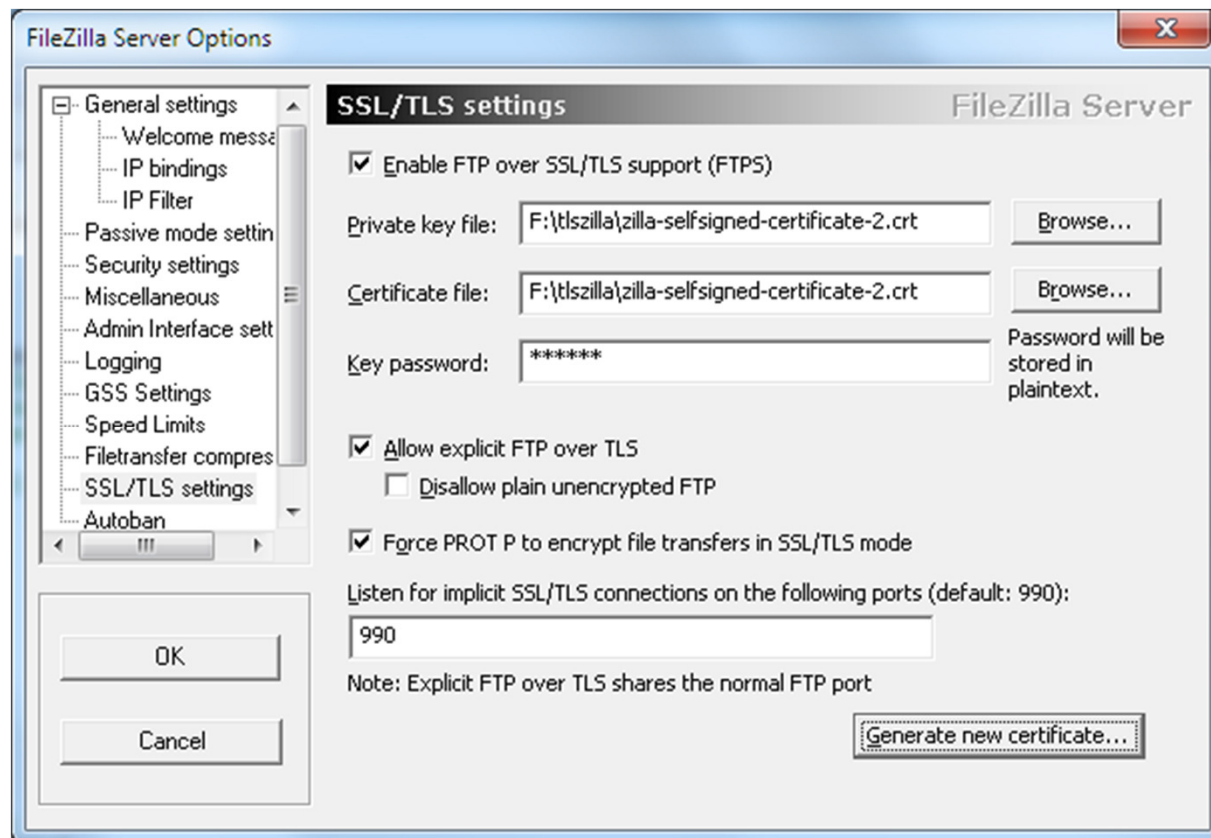 FileZilla Server Options
General settings
Welcome messa
IP bindings
IP Filter
Passive mode settin
Security settings
Miscellaneous
Admin Interface sett
Logging
GSS Settings
Speed Limits
Filetransfer compres
SSL/TLS settings
Autoban
OK
Cancel
SSL/TLS settings FileZilla Server
Enable FTP over SSL/TLS support (FTPS)
Private key file: F:\tlszilla\zilla-selfsigned-certificate-2.crt Browse...
Certificate file: F:\tlszilla\zilla-selfsigned-certificate-2.crt Browse...
Key password: ****** Password will be
stored in
plaintext.
Allow explicit FTP over TLS
Disallow plain unencrypted FTP
Force PROT P to encrypt file transfers in SSL/TLS mode
Listen for implicit SSL/TLS connections on the following ports (default: 990):
990
Note: Explicit FTP over TLS shares the normal FTP port
Generate new certificate...